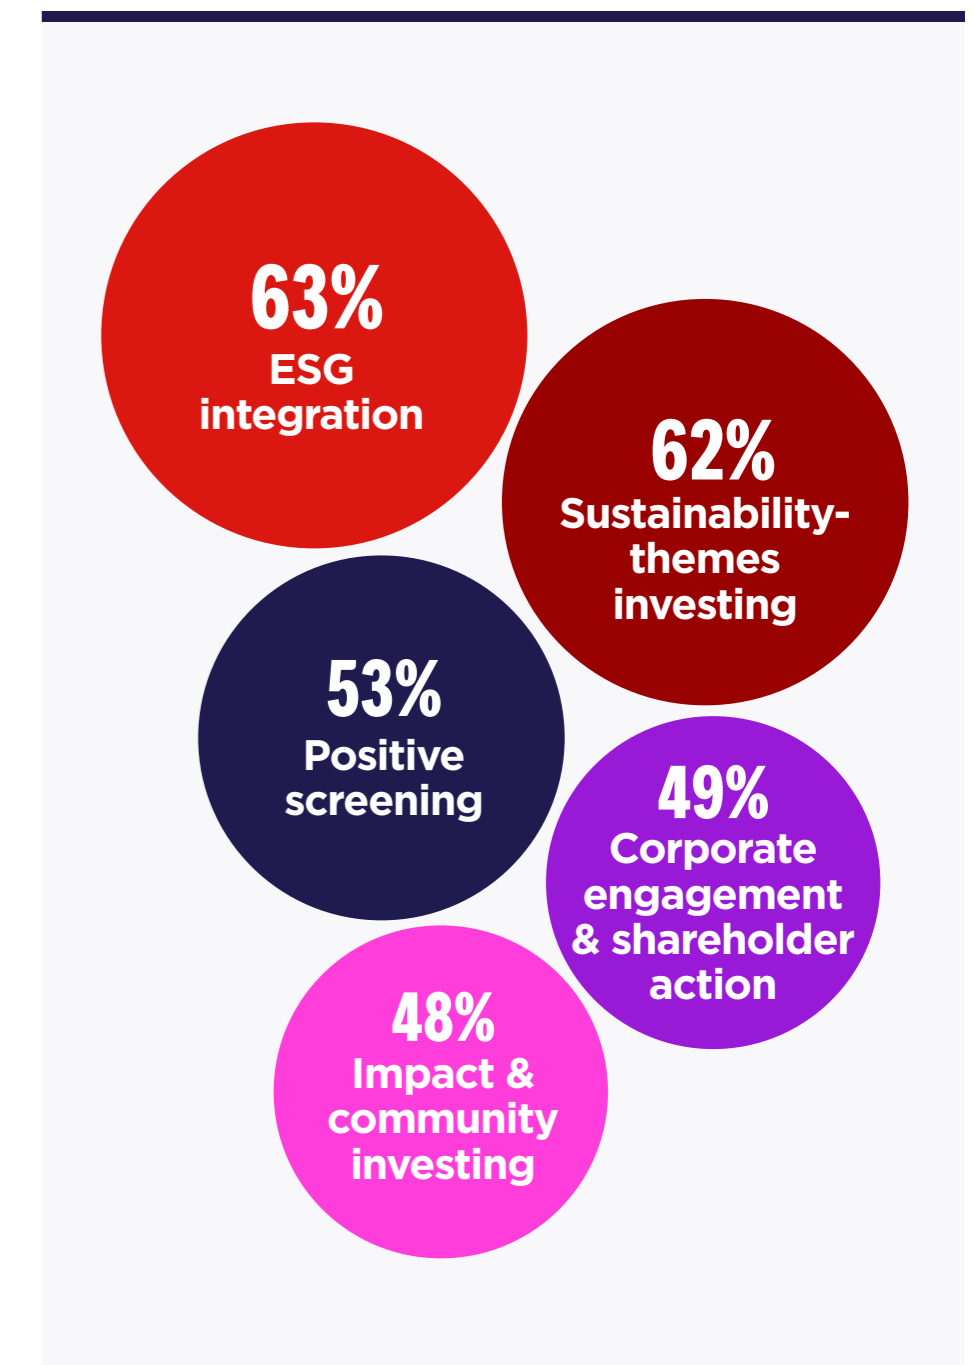 63%
ESG
integration
62%
Sustainability-
themes
investing
53%
Positive
screening
49%
Corporate
engagement
& shareholder
action
48%
Impact &
community
investing